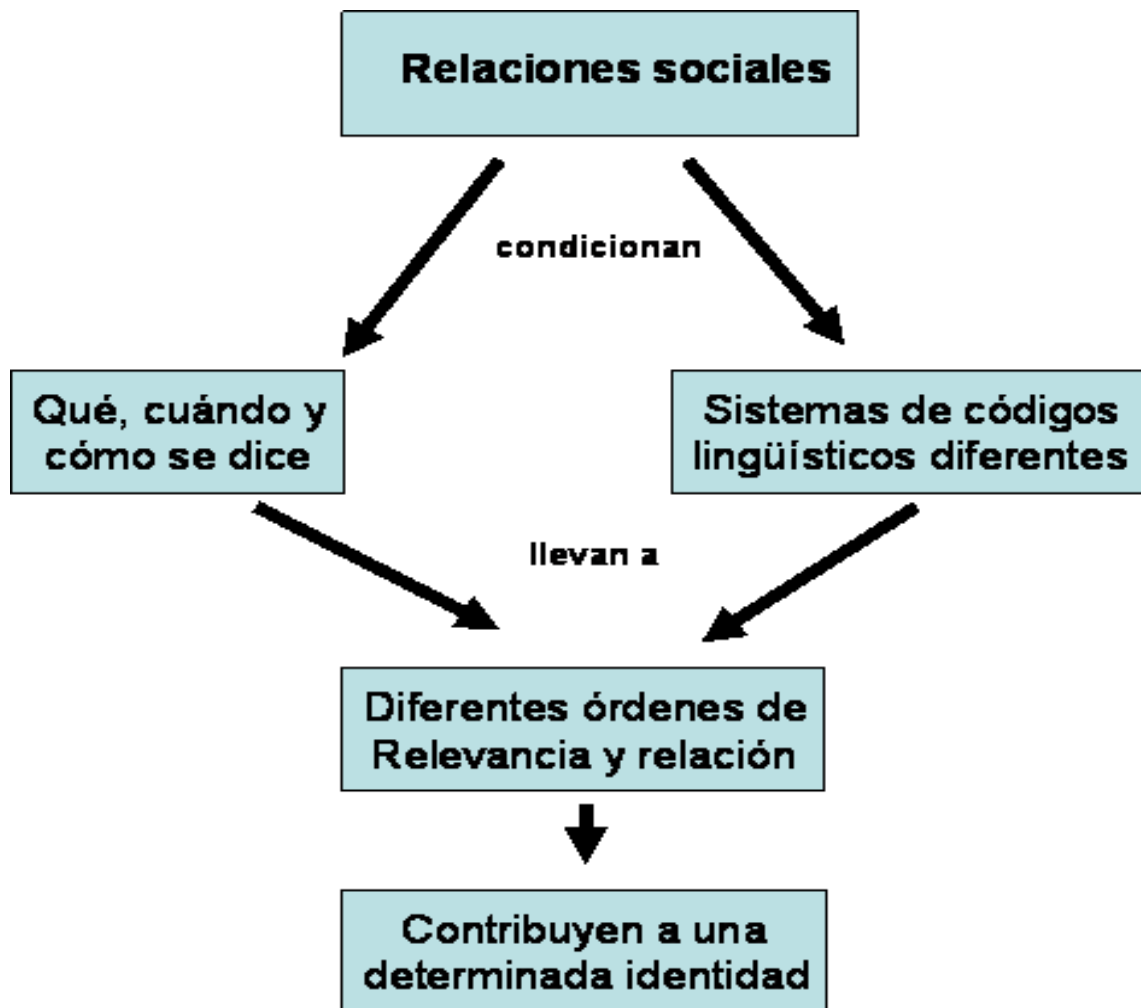 Relaciones sociales
condicionan
Qué, cuándo y
cómo se dice
Sistemas de códigos
lingüísticos diferentes
llevan a
Diferentes órdenes de
Relevancia y relación
Contribuyen a una
determinada identidad